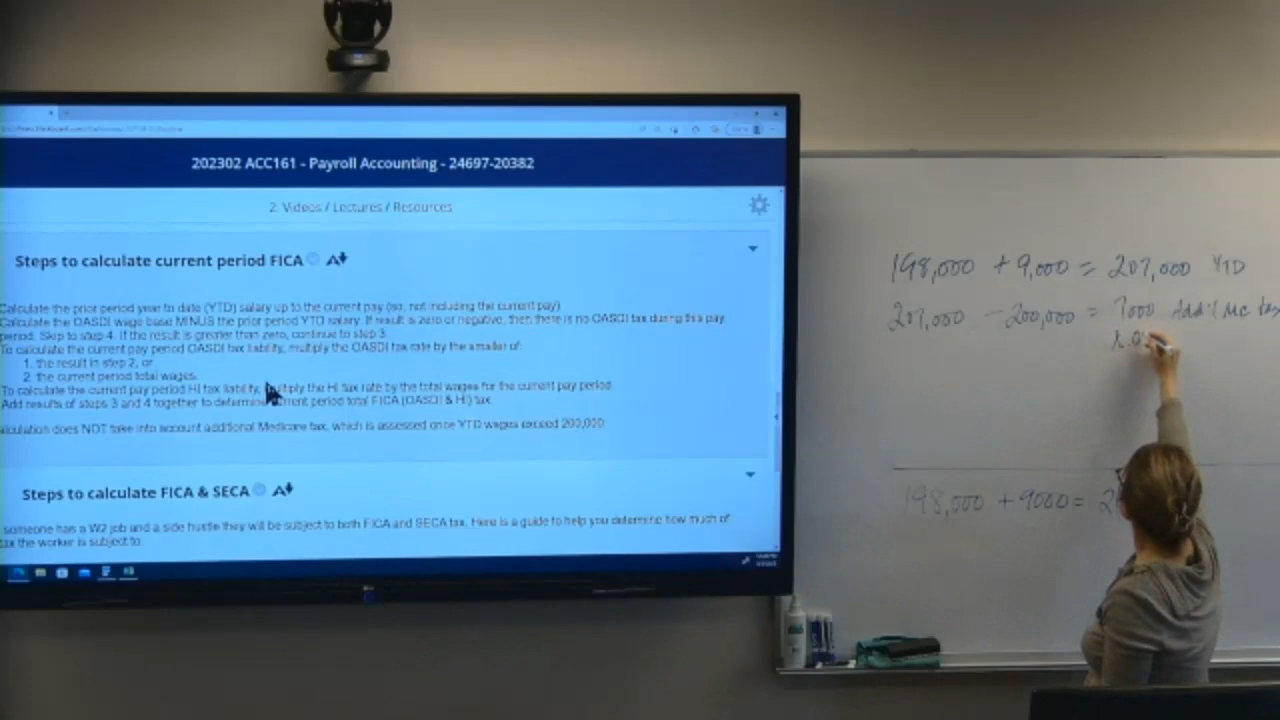 202302 ACC161 - Payroll Accounting - 24697-20382
2. Videos / Lectures / Resources
Steps to calculate current period FICA
Calculate the prior period year to date (YTD) salary up to the current pay (so, not including the current pay)
Calculate the OASDI wage base MINUS the prior period YTD salary. If result is zero or negative, then there is no OASDI tax during this pay
period. Skip to step 4. If the result is greater than zero, continue to step 3.
To calculate the current pay period OASDI tax liability, multiply the OASDI tax rate by the smaller of:
1. the result in step 2, or
2. the current period total wages.
To calculate the current pay period HI tax liability, multiply the HI tax rate by the total wages for the current pay period
Add results of steps 3 and 4 together to determine current period total FICA (OASDI & HI) tax
alculation does NOT take into account additional Medicare tax, which is assessed once YTD wages exceed 200,000.
Steps to calculate FICA & SECA
someone has a W2 job and a side hustle they will be subject to both FICA and SECA tax. Here is a guide to help you determine how much of
tax the worker is subject to.
198,000 + 9,000 = 207,000 YTD
207,000 - 200,000 = 7000 Add'l MC tax
198,000 + 9000 = 2